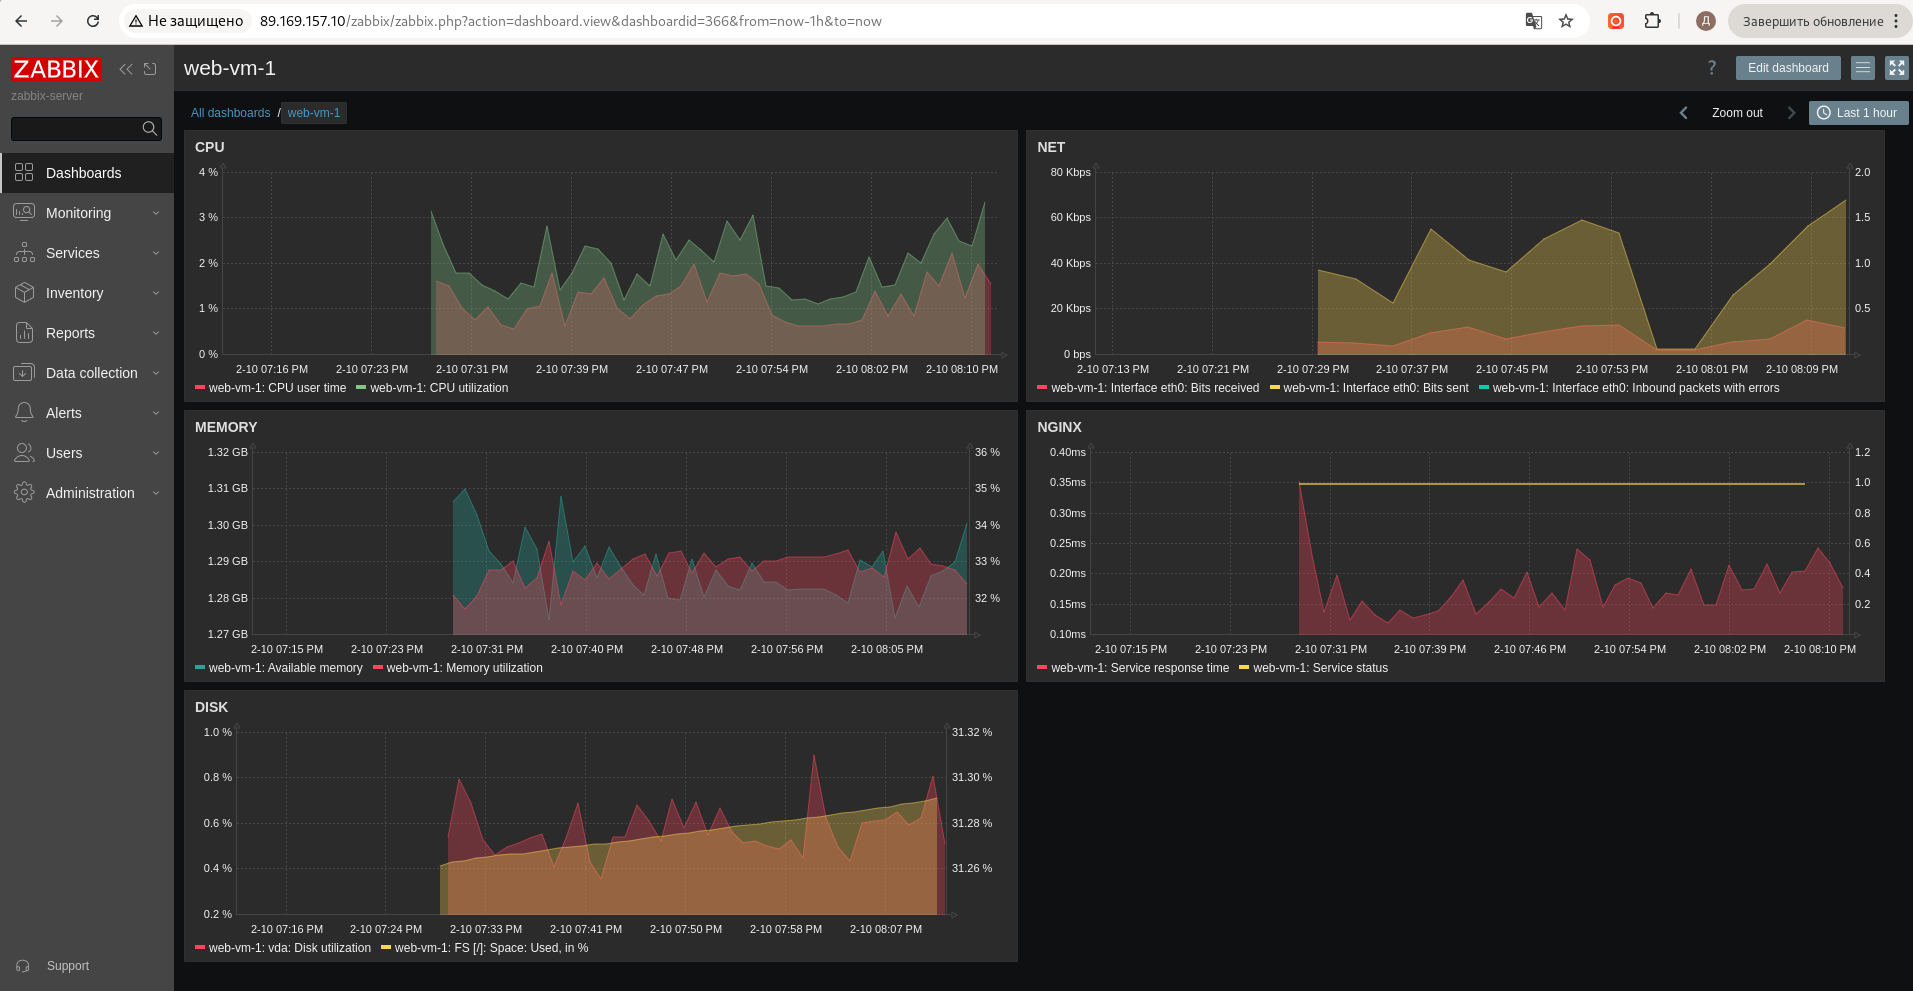 Не защищено 89.169.157.10/zabbix/zabbix.php?action=dashboard.view&dashboardid=366&from=now-1h&to=now Д Завершить обновление
ZABBIX
zabbix-server
Dashboards
Monitoring
Services
Inventory
Reports
Data collection
Alerts
Users
Administration
Support
web-vm-1
? Edit dashboard
All dashboards / web-vm-1
Zoom out Last 1 hour
CPU
4 %
3 %
2 %
1 %
0 %
2-10 07:16 PM 2-10 07:23 PM 2-10 07:31 PM 2-10 07:39 PM 2-10 07:47 PM 2-10 07:54 PM 2-10 08:02 PM 2-10 08:10 PM
web-vm-1: CPU user time web-vm-1: CPU utilization
NET
80 Kbps 2.0
60 Kbps 1.5
40 Kbps 1.0
20 Kbps 0.5
0 bps
2-10 07:13 PM 2-10 07:21 PM 2-10 07:29 PM 2-10 07:37 PM 2-10 07:45 PM 2-10 07:53 PM 2-10 08:01 PM 2-10 08:09 PM
web-vm-1: Interface eth0: Bits received web-vm-1: Interface eth0: Bits sent web-vm-1: Interface eth0: Inbound packets with errors
MEMORY
1.32 GB 36 %
1.31 GB 35 %
1.30 GB 34 %
1.29 GB 33 %
1.28 GB 32 %
1.27 GB
2-10 07:15 PM 2-10 07:23 PM 2-10 07:31 PM 2-10 07:40 PM 2-10 07:48 PM 2-10 07:56 PM 2-10 08:05 PM
web-vm-1: Available memory web-vm-1: Memory utilization
NGINX
0.40ms 1.2
0.35ms 1.0
0.30ms 0.8
0.25ms 0.6
0.20ms 0.4
0.15ms 0.2
0.10ms
2-10 07:15 PM 2-10 07:23 PM 2-10 07:31 PM 2-10 07:39 PM 2-10 07:46 PM 2-10 07:54 PM 2-10 08:02 PM 2-10 08:10 PM
web-vm-1: Service response time web-vm-1: Service status
DISK
1.0 % 31.32 %
0.8 % 31.30 %
0.6 % 31.28 %
0.4 % 31.26 %
0.2 %
2-10 07:16 PM 2-10 07:24 PM 2-10 07:33 PM 2-10 07:41 PM 2-10 07:50 PM 2-10 07:58 PM 2-10 08:07 PM
web-vm-1: vda: Disk utilization web-vm-1: FS [/]: Space: Used, in %